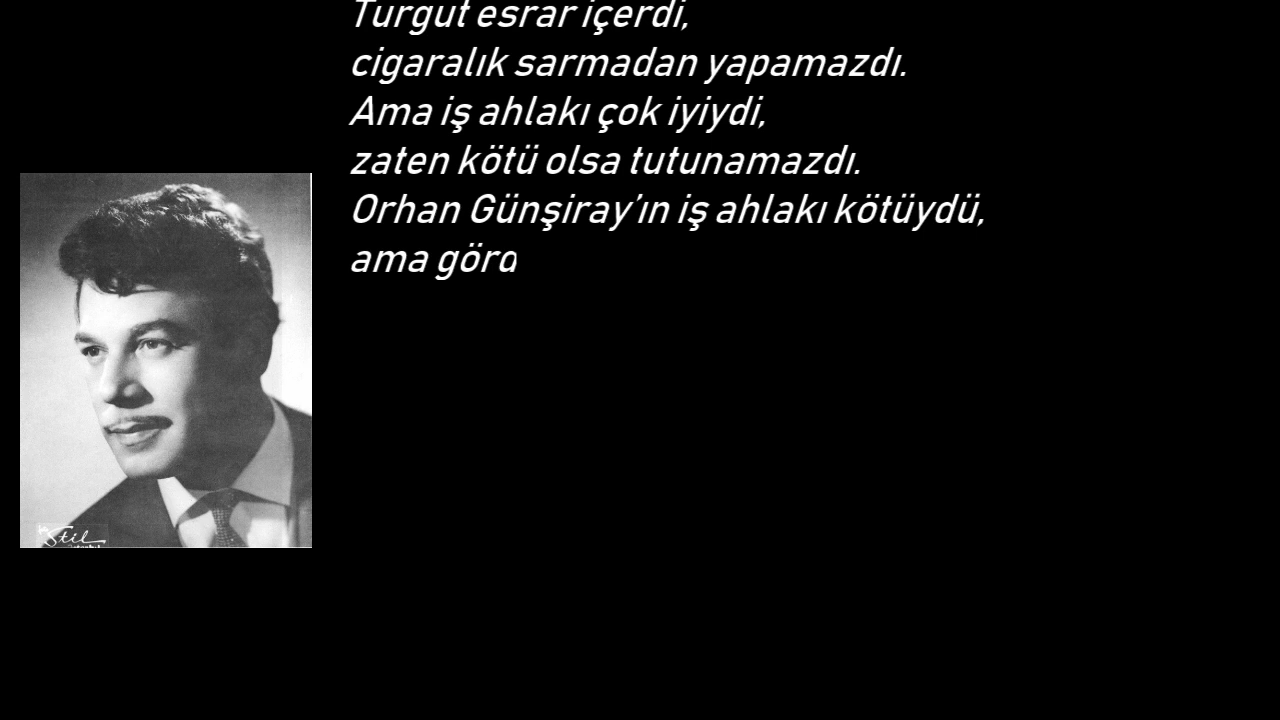 Turgut esrar içerdi,
cigaralık sarmadan yapamazdı.
Ama iş ahlakı çok iyiydi,
zaten kötü olsa tutunamazdı.
Orhan Günşiray’ın iş ahlakı kötüydü,
ama
Stil